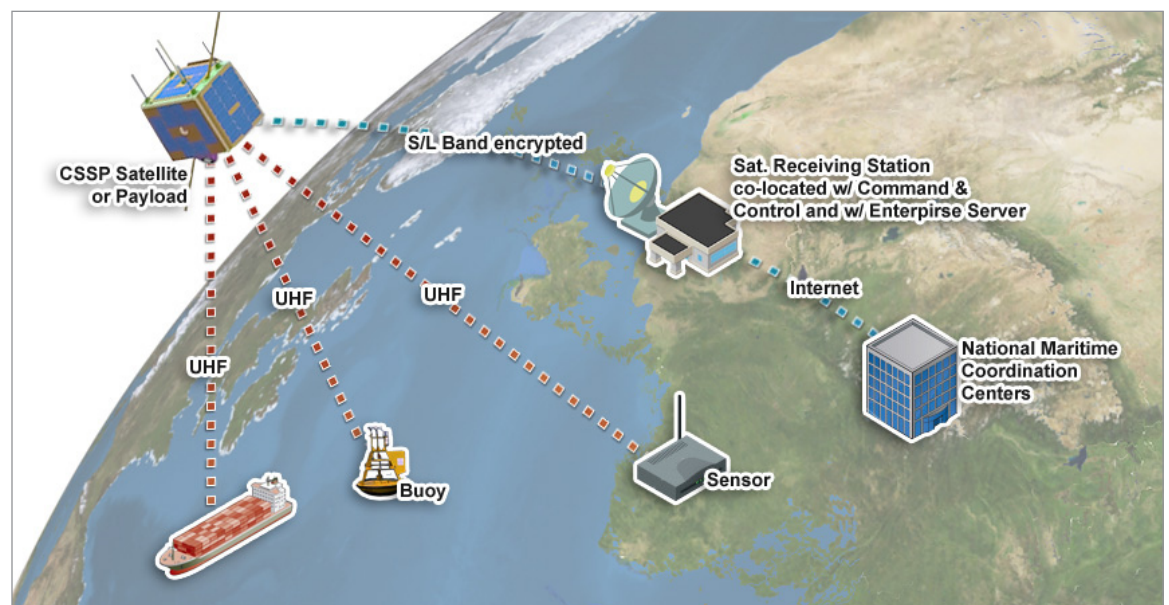 S/L Band encrypted
CSSP Satellite
or Payload
Sat. Receiving Station
co-located w/ Command &
Control and w/ Enterpirse Server
UHF
UHF
UHF
Internet
National Maritime
Coordination
Centers
Buoy
Sensor